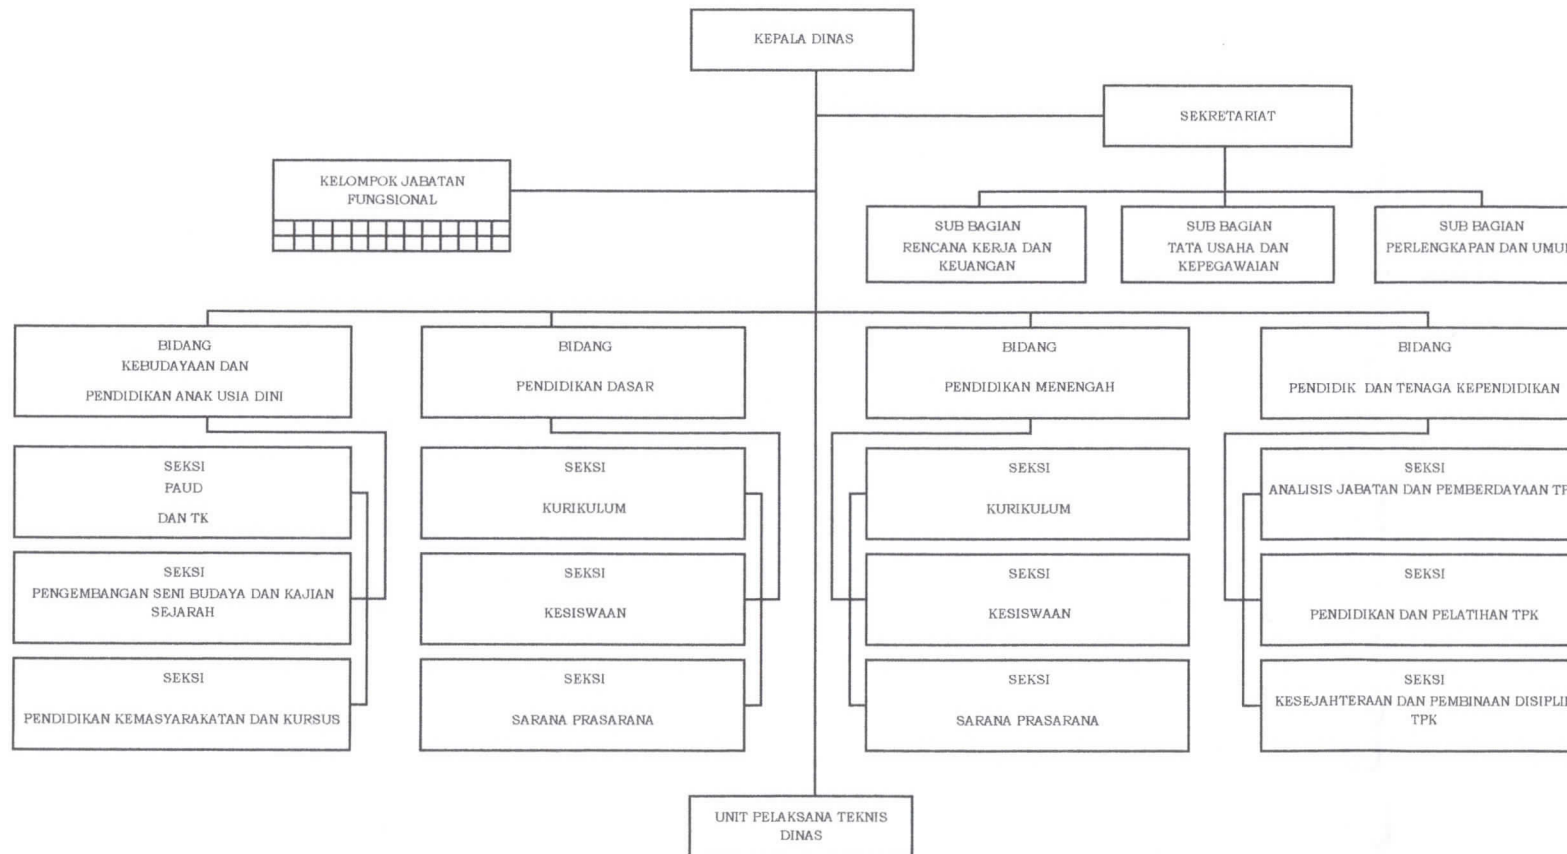 KEPALA DINAS
SEKRETARIAT
KELOMPOK JABATAN
FUNGSIONAL
SUB BAGIAN
RENCANA KERJA DAN
KEUANGAN
SUB BAGIAN
TATA USAHA DAN
KEPEGAWAIAN
SUB BAGIAN
PERLENGKAPAN DAN
BIDANG
KEBUDAYAAN DAN
PENDIDIKAN ANAK USIA DINI
BIDANG
PENDIDIKAN DASAR
BIDANG
PENDIDIKAN MENENGAH
BIDANG
PENDIDIK DAN TENAGA KEPENDIDIKAN
SEKSI
PAUD
DAN TK
SEKSI
PENGEMBANGAN SENI BUDAYA DAN KAJIAN
SEJARAH
SEKSI
PENDIDIKAN KEMASYARAKATAN DAN KURSUS
SEKSI
KURIKULUM
SEKSI
KESISWAAN
SEKSI
SARANA PRASARANA
SEKSI
KURIKULUM
SEKSI
KESISWAAN
SEKSI
SARANA PRASARANA
SEKSI
ANALISIS JABATAN DAN PEMBERDAYAAN
SEKSI
PENDIDIKAN DAN PELATIHAN TPK
SEKSI
KESEJAHTERAAN DAN PEMBINAAN
TPK
UNIT PELAKSANA TEKNIS
DINAS